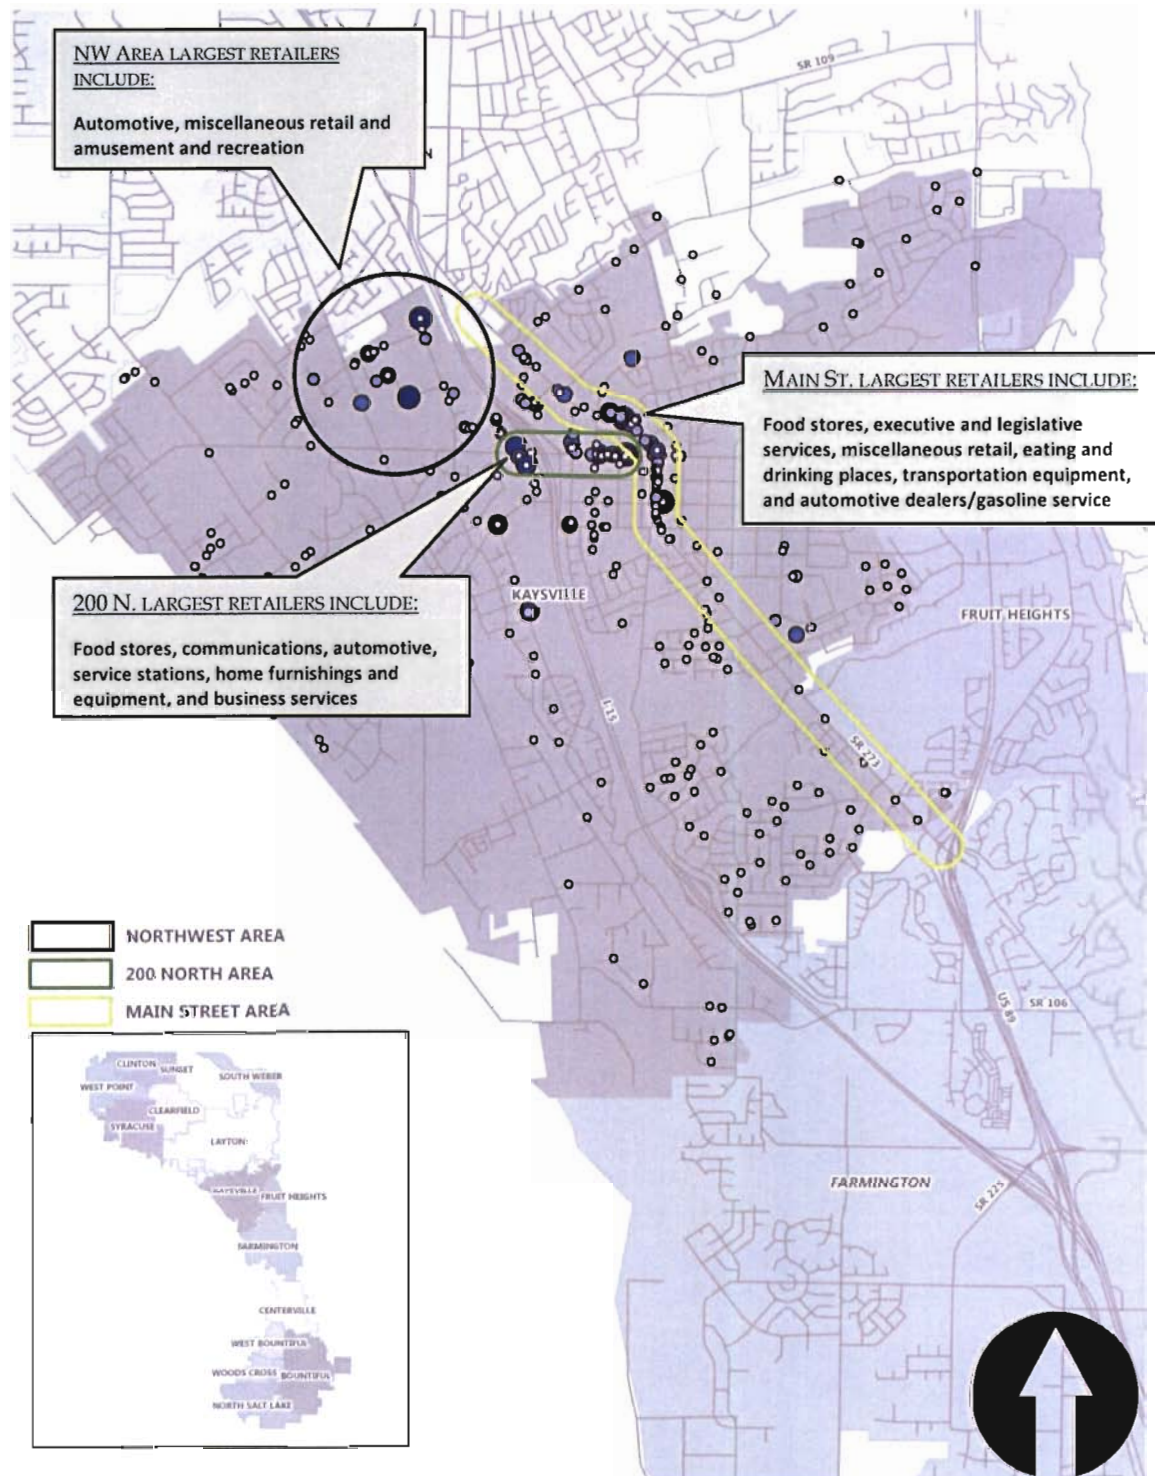 NW AREA LARGEST RETAILERS
INCLUDE:
Automotive, miscellaneous retail and
amusement and recreation
N
SR 109
MAIN ST. LARGEST RETAILERS INCLUDE:
Food stores, executive and legislative
services, miscellaneous retail, eating and
drinking places, transportation equipment,
and automotive dealers/gasoline service
200 N. LARGEST RETAILERS INCLUDE:
Food stores, communications, automotive,
service stations, home furnishings and
equipment, and business services
KAYSVILLE
FRUIT HEIGHTS
I-15
SR 273
NORTHWEST AREA
200 NORTH AREA
MAIN STREET AREA
US 89
SR 106
FARMINGTON
SR 225
CLINTON
SUNSET
SOUTH WEBER
WEST POINT
CLEARFIELD
SYRACUSE
LAYTON
KAYSVILLE
FRUIT HEIGHTS
FARMINGTON
CENTERVILLE
WEST BOUNTIFUL
WOODS CROSS
BOUNTIFUL
NORTH SALT LAKE